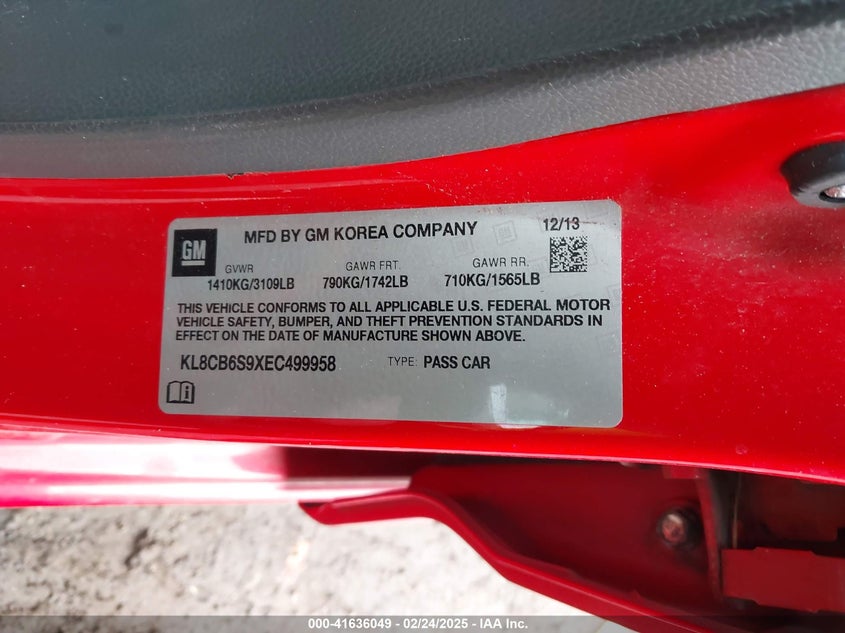 GM
MFD BY GM KOREA COMPANY 12/13
GVWR GAWR FRT. GAWR RR.
1410KG/3109LB 790KG/1742LB 710KG/1565LB
THIS VEHICLE CONFORMS TO ALL APPLICABLE U.S. FEDERAL MOTOR
VEHICLE SAFETY, BUMPER, AND THEFT PREVENTION STANDARDS IN
EFFECT ON THE DATE OF MANUFACTURE SHOWN ABOVE.
KL8CB6S9XEC499958 TYPE: PASS CAR
000-41636049 - 02/24/2025 - IAA Inc.